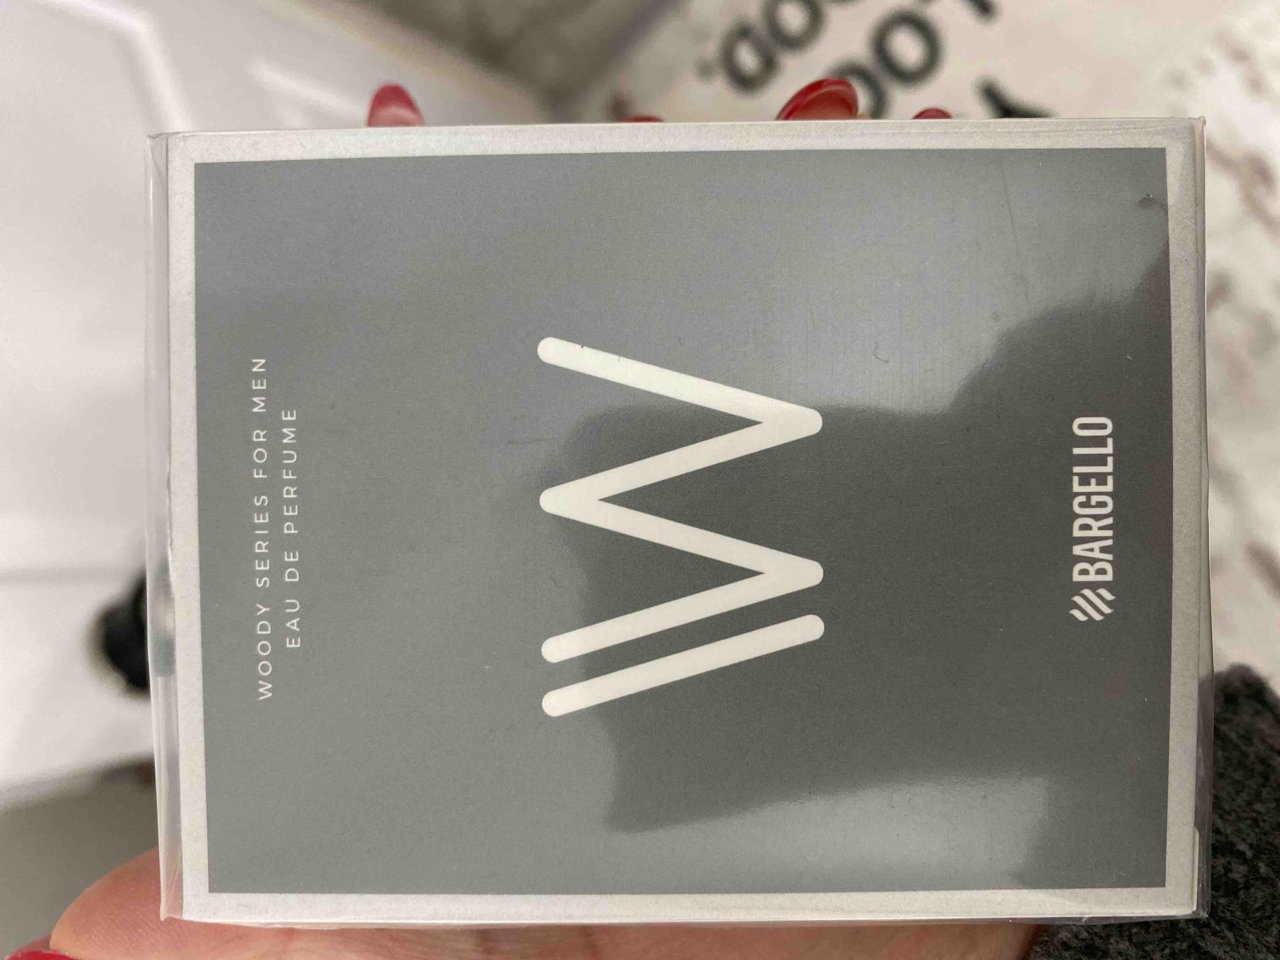 WOODY SERIES FOR MEN
EAU DE PERFUME
W
BARGELLO